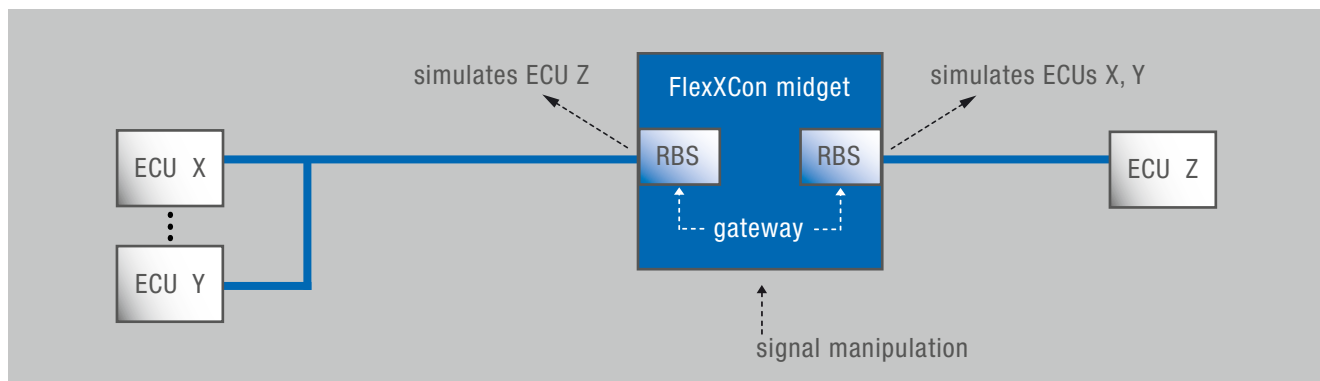 simulates ECU Z
FlexXCon midget
simulates ECUs X, Y
ECU X
RBS
RBS
ECU Z
gateway
ECU Y
signal manipulation